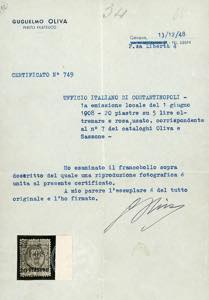 34
GUGLIELMO OLIVA
PERITO FILATELICO
Genova, 13/12/48
P.za Libertà 4
CERTIFICATO N° 749
UFFICIO ITALIANO DI COSTANTINOPOLI -
1a emissione locale del 1 giugno
1908 - 20 piastre su 5 lire ol-
tremare e rosa, usato, corrispondente
al n° 7 dei cataloghi Oliva e
Sassone -
Ho esaminato il francobollo sopra
descritto del quale una riproduzione fotografica è
unita al presente certificato.
A mio parere l'esemplare è del tutto
originale e l'ho firmato.